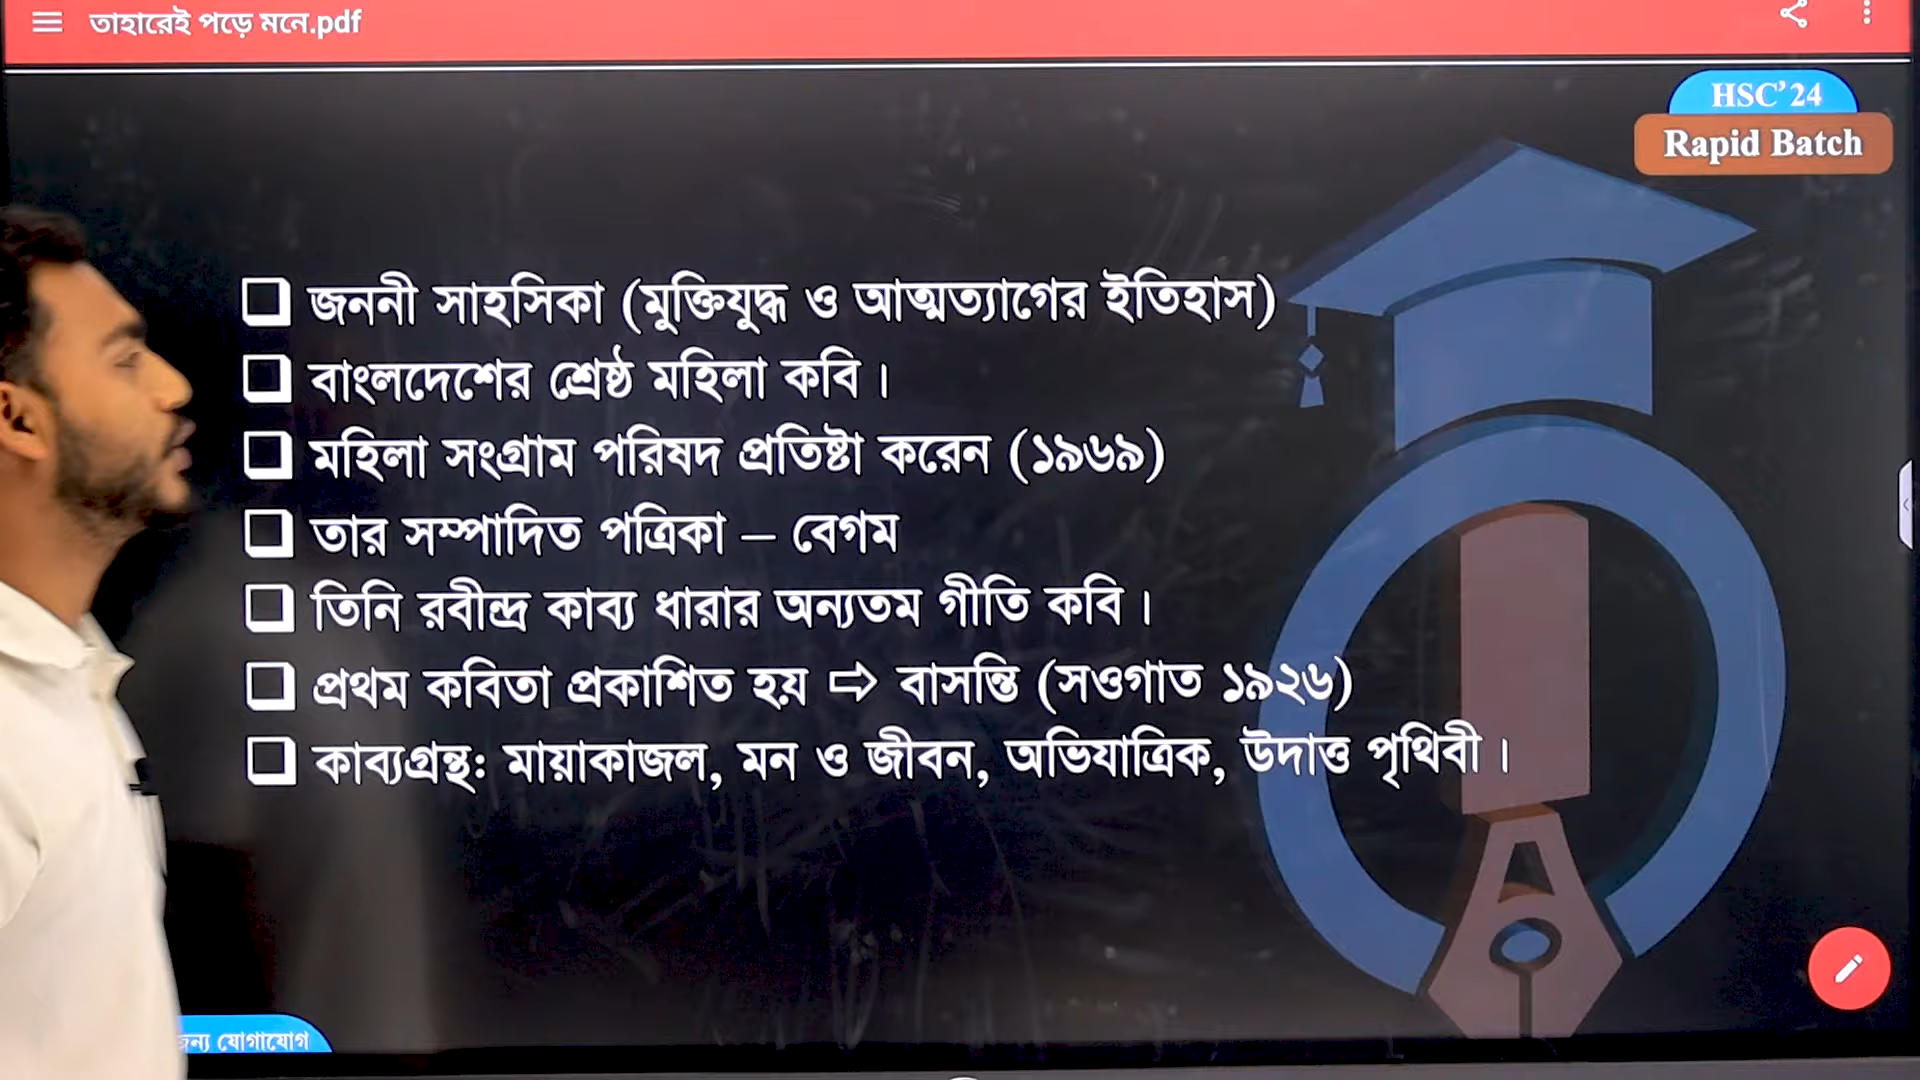 তাহারেই পড়ে মনে.pdf
HSC’24
Rapid Batch
জননী সাহসিকা (মুক্তিযুদ্ধ ও আত্মত্যাগের ইতিহাস)
বাংলদেশের শ্রেষ্ঠ মহিলা কবি।
মহিলা সংগ্রাম পরিষদ প্রতিষ্টা করেন (১৯৬৯)
তার সম্পাদিত পত্রিকা – বেগম
তিনি রবীন্দ্র কাব্য ধারার অন্যতম গীতি কবি।
প্রথম কবিতা প্রকাশিত হয় ⇨ বাসন্তি (সওগাত ১৯২৬)
কাব্যগ্রন্থ: মায়াকাজল, মন ও জীবন, অভিযাত্রিক, উদাত্ত পৃথিবী।
যোগাযোগ